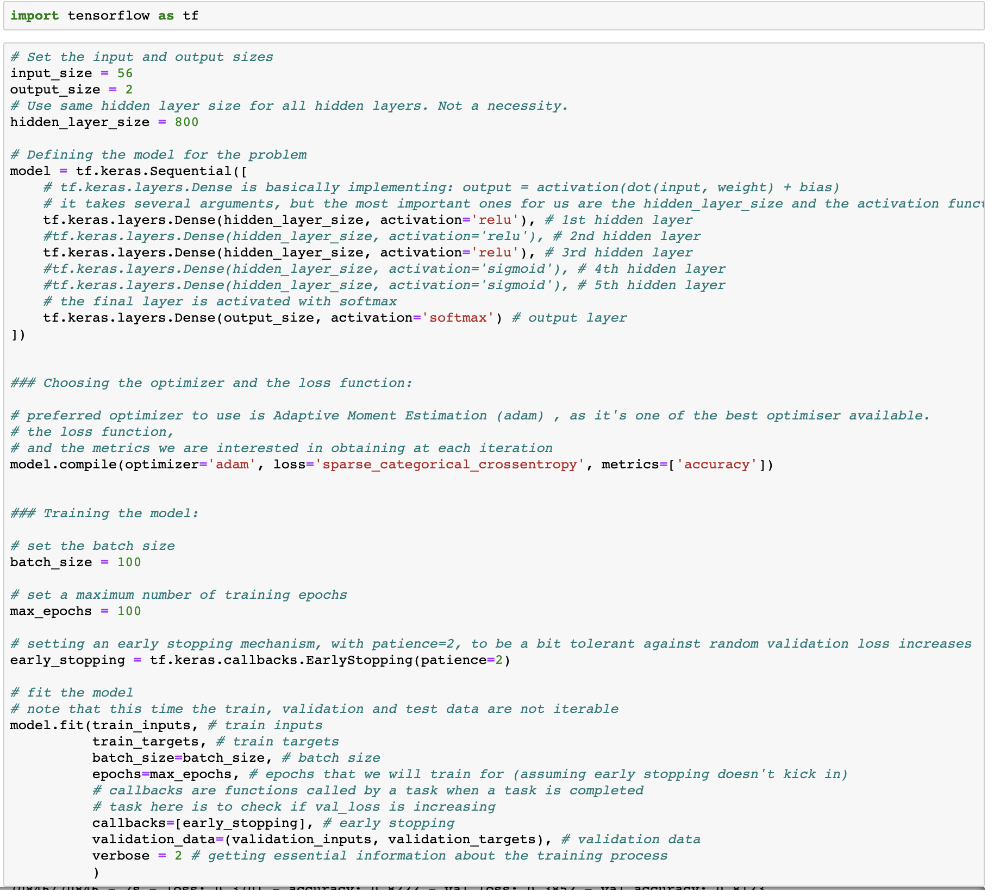 import tensorflow as tf
# Set the input and output sizes
input_size = 56
output_size = 2
# Use same hidden layer size for all hidden layers. Not a necessity.
hidden_layer_size = 800
# Defining the model for the problem
model = tf.keras.Sequential([
    # tf.keras.layers.Dense is basically implementing: output = activation(dot(input, weight) + bias)
    # it takes several arguments, but the most important ones for us are the hidden_layer_size and the activation funct
    tf.keras.layers.Dense(hidden_layer_size, activation='relu'), # 1st hidden layer
    #tf.keras.layers.Dense(hidden_layer_size, activation='relu'), # 2nd hidden layer
    tf.keras.layers.Dense(hidden_layer_size, activation='relu'), # 3rd hidden layer
    #tf.keras.layers.Dense(hidden_layer_size, activation='sigmoid'), # 4th hidden layer
    #tf.keras.layers.Dense(hidden_layer_size, activation='sigmoid'), # 5th hidden layer
    # the final layer is activated with softmax
    tf.keras.layers.Dense(output_size, activation='softmax') # output layer
])
### Choosing the optimizer and the loss function:
# preferred optimizer to use is Adaptive Moment Estimation (adam) , as it's one of the best optimiser available.
# the loss function,
# and the metrics we are interested in obtaining at each iteration
model.compile(optimizer='adam', loss='sparse_categorical_crossentropy', metrics=['accuracy'])
### Training the model:
# set the batch size
batch_size = 100
# set a maximum number of training epochs
max_epochs = 100
# setting an early stopping mechanism, with patience=2, to be a bit tolerant against random validation loss increases
early_stopping = tf.keras.callbacks.EarlyStopping(patience=2)
# fit the model
# note that this time the train, validation and test data are not iterable
model.fit(train_inputs, # train inputs
          train_targets, # train targets
          batch_size=batch_size, # batch size
          epochs=max_epochs, # epochs that we will train for (assuming early stopping doesn't kick in)
          # callbacks are functions called by a task when a task is completed
          # task here is to check if val_loss is increasing
          callbacks=[early_stopping], # early stopping
          validation_data=(validation_inputs, validation_targets), # validation data
          verbose = 2 # getting essential information about the training process
          )